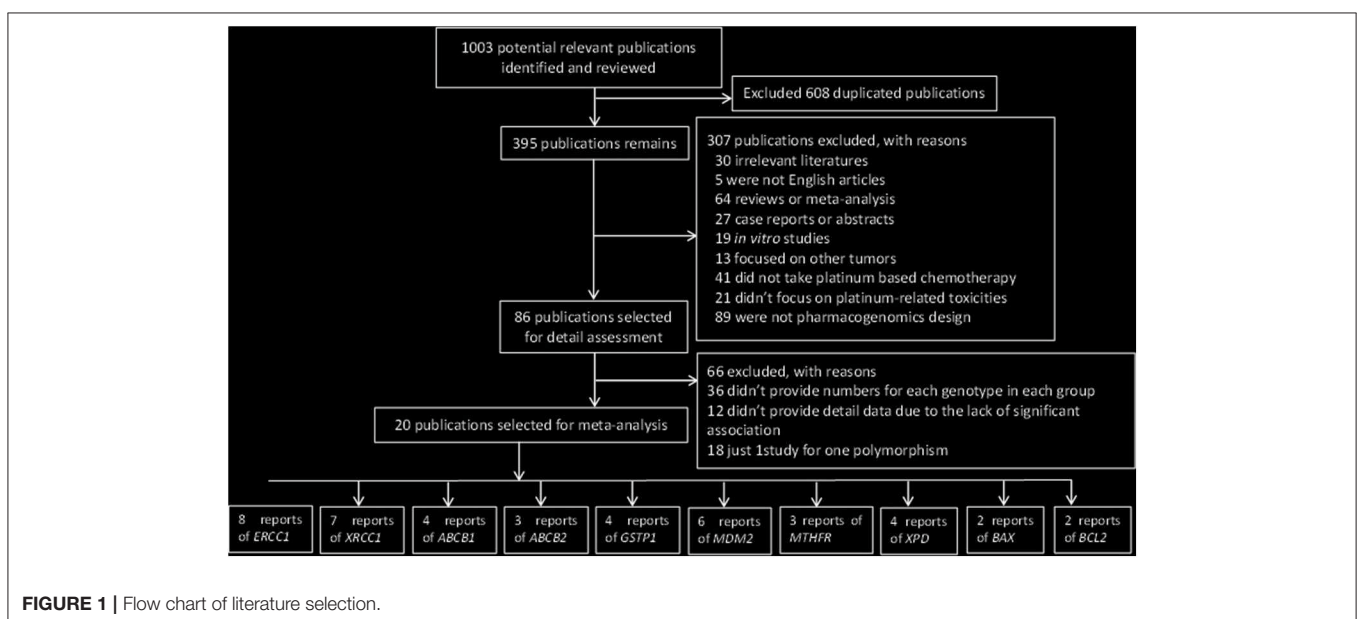 1003 potential relevant publications
identified and reviewed
Excluded 608 duplicated publications
395 publications remains
307 publications excluded, with reasons
30 irrelevant literatures
5 were not English articles
64 reviews or meta-analysis
27 case reports or abstracts
19 in vitro studies
13 focused on other tumors
41 did not take platinum based chemotherapy
21 didn't focus on platinum-related toxicities
89 were not pharmacogenomics design
86 publications selected
for detail assessment
66 excluded, with reasons
36 didn't provide numbers for each genotype in each group
12 didn't provide detail data due to the lack of significant
association
18 just 1study for one polymorphism
20 publications selected for meta-analysis
8 reports
of ERCC1
7 reports
of XRCC1
4 reports
of ABCB1
3 reports
of ABCB2
4 reports
of GSTP1
6 reports
of MDM2
3 reports of
MTHFR
4 reports
of XPD
2 reports
of BAX
2 reports
of BCL2
FIGURE 1 | Flow chart of literature selection.